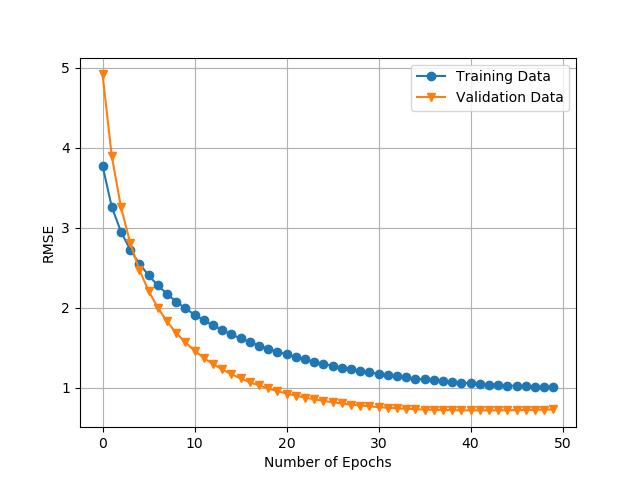 Training Data
Validation Data
5
4
3
2
1
RMSE
0 10 20 30 40 50
Number of Epochs